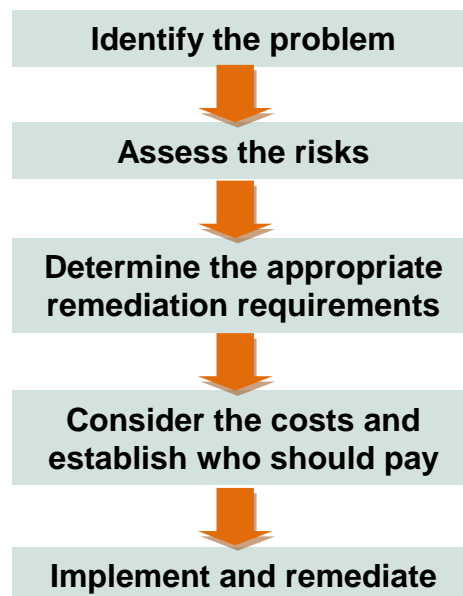 Identify the problem
Assess the risks
Determine the appropriate
remediation requirements
Consider the costs and
establish who should pay
Implement and remediate